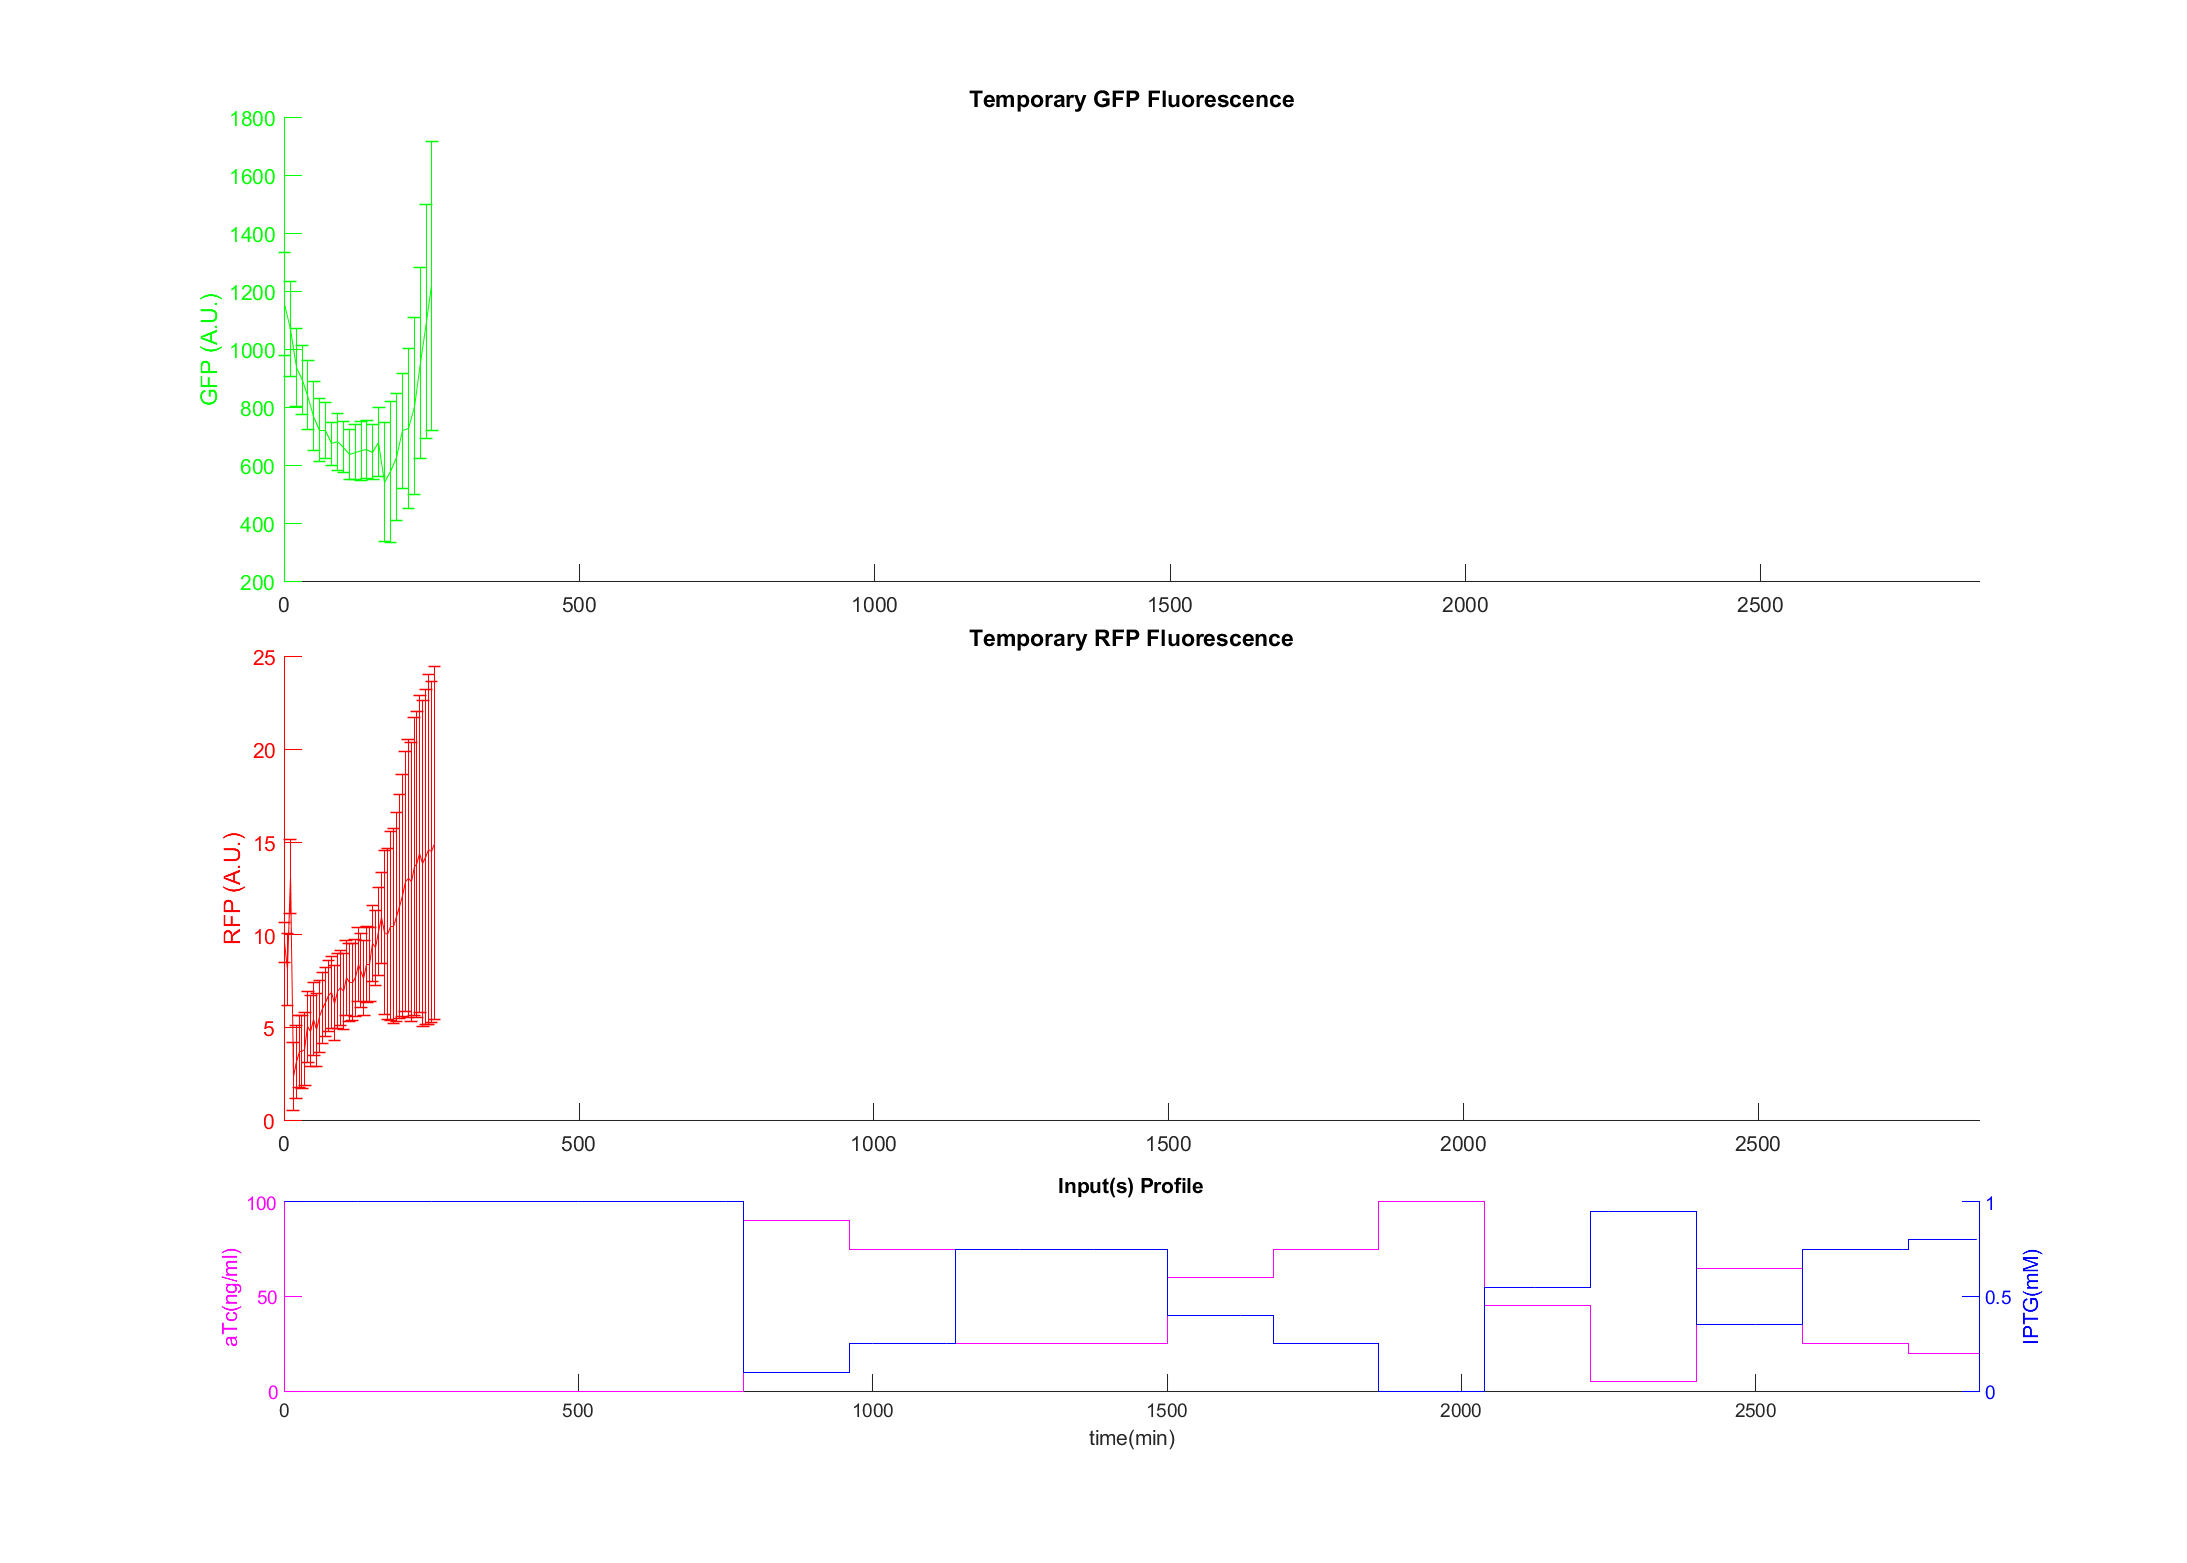 Temporary GFP Fluorescence
1800
1600
1400
1200
1000
800
600
400
200
GFP (A.U.)
0 500 1000 1500 2000 2500
Temporary RFP Fluorescence
25
20
15
10
5
0
RFP (A.U.)
0 500 1000 1500 2000 2500
Input(s) Profile
100
50
0
aTc(ng/ml)
1
0.5
0
IPTG(mM)
0 500 1000 1500 2000 2500
time(min)